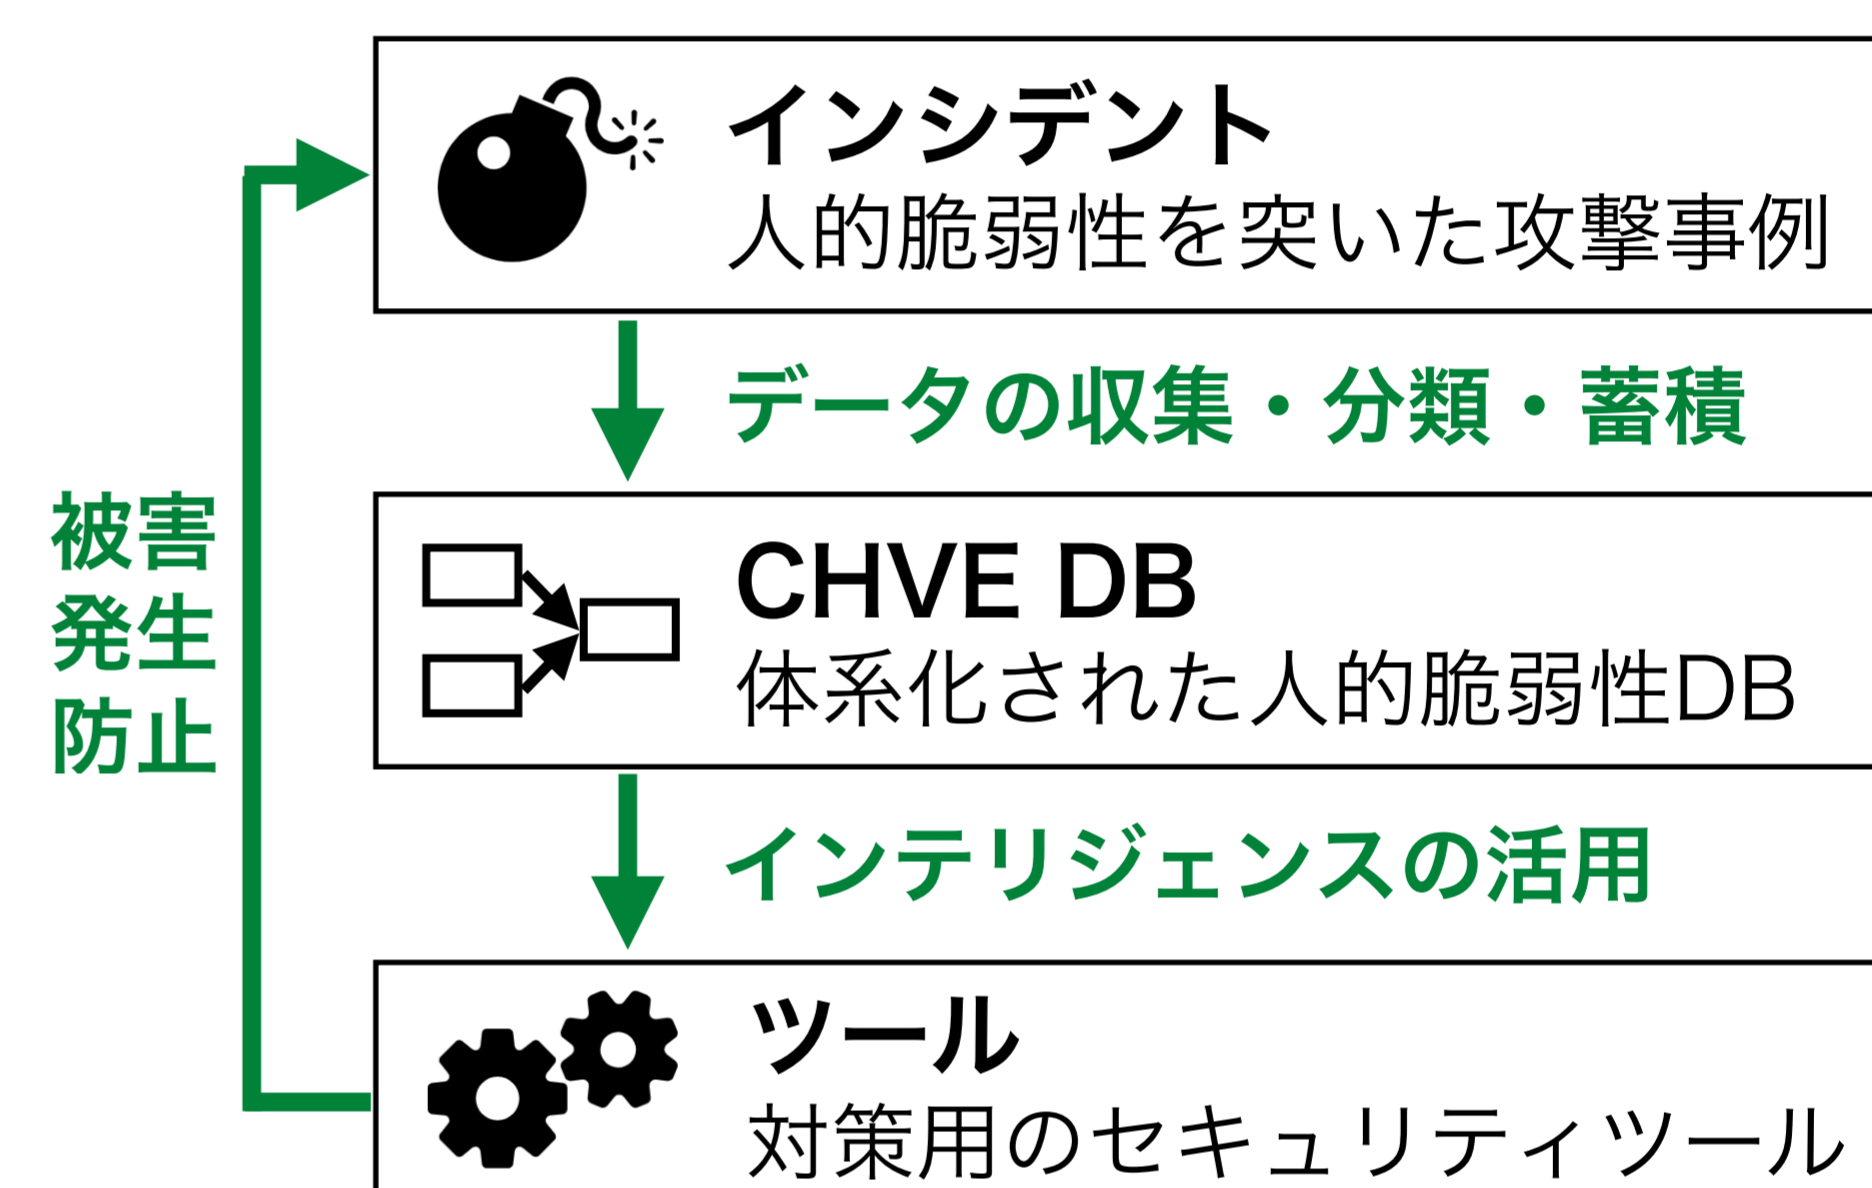 インシデント
人的脆弱性を突いた攻撃事例
データの収集・分類・蓄積
被害
発生
防止
CHVE DB
体系化された人的脆弱性DB
インテリジェンスの活用
ツール
対策用のセキュリティツール